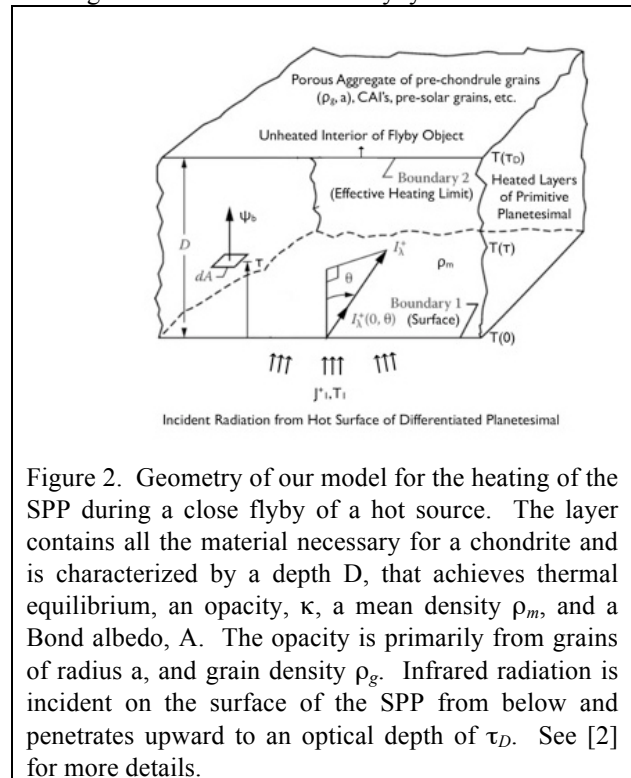 Porous Aggregate of pre-chondrule grains
(ρg, a), CAI's, pre-solar grains, etc.
Unheated Interior of Flyby Object
T(τD)
Boundary 2
(Effective Heating Limit)
Heated Layers
of Primitive
Planetesimal
D
Ψb
τ
dA
θ
I⁺λ
I⁺λ(0, θ)
ρm
T(τ)
Boundary 1
(Surface)
T(0)
J⁺1,T1
Incident Radiation from Hot Surface of Differentiated Planetesimal
Figure 2. Geometry of our model for the heating of the
SPP during a close flyby of a hot source. The layer
contains all the material necessary for a chondrite and
is characterized by a depth D, that achieves thermal
equilibrium, an opacity, κ, a mean density ρm, and a
Bond albedo, A. The opacity is primarily from grains
of radius a, and grain density ρg. Infrared radiation is
incident on the surface of the SPP from below and
penetrates upward to an optical depth of τD. See [2]
for more details.